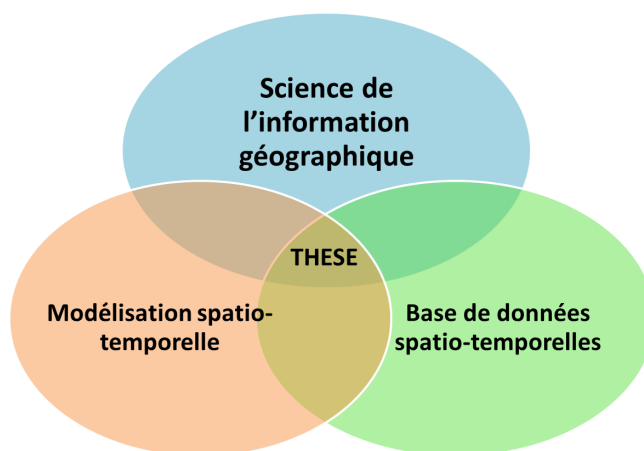 Science de
l'information
géographique
THESE
Modélisation spatio-
temporelle
Base de données
spatio-temporelles